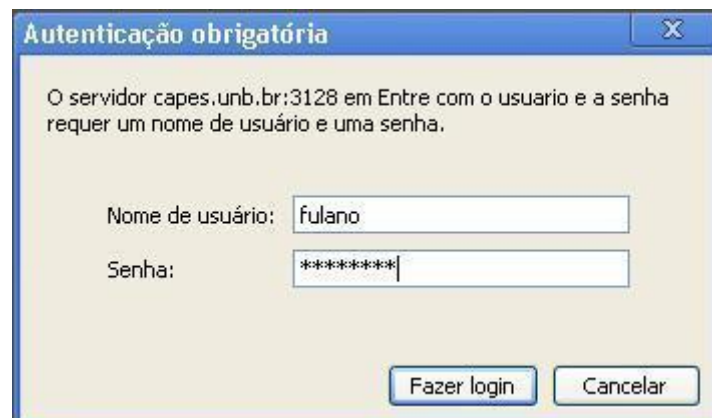 Autenticação obrigatória
O servidor capes.unb.br:3128 em Entre com o usuario e a senha
requer um nome de usuário e uma senha.
Nome de usuário: fulano
Senha: ********
Fazer login Cancelar